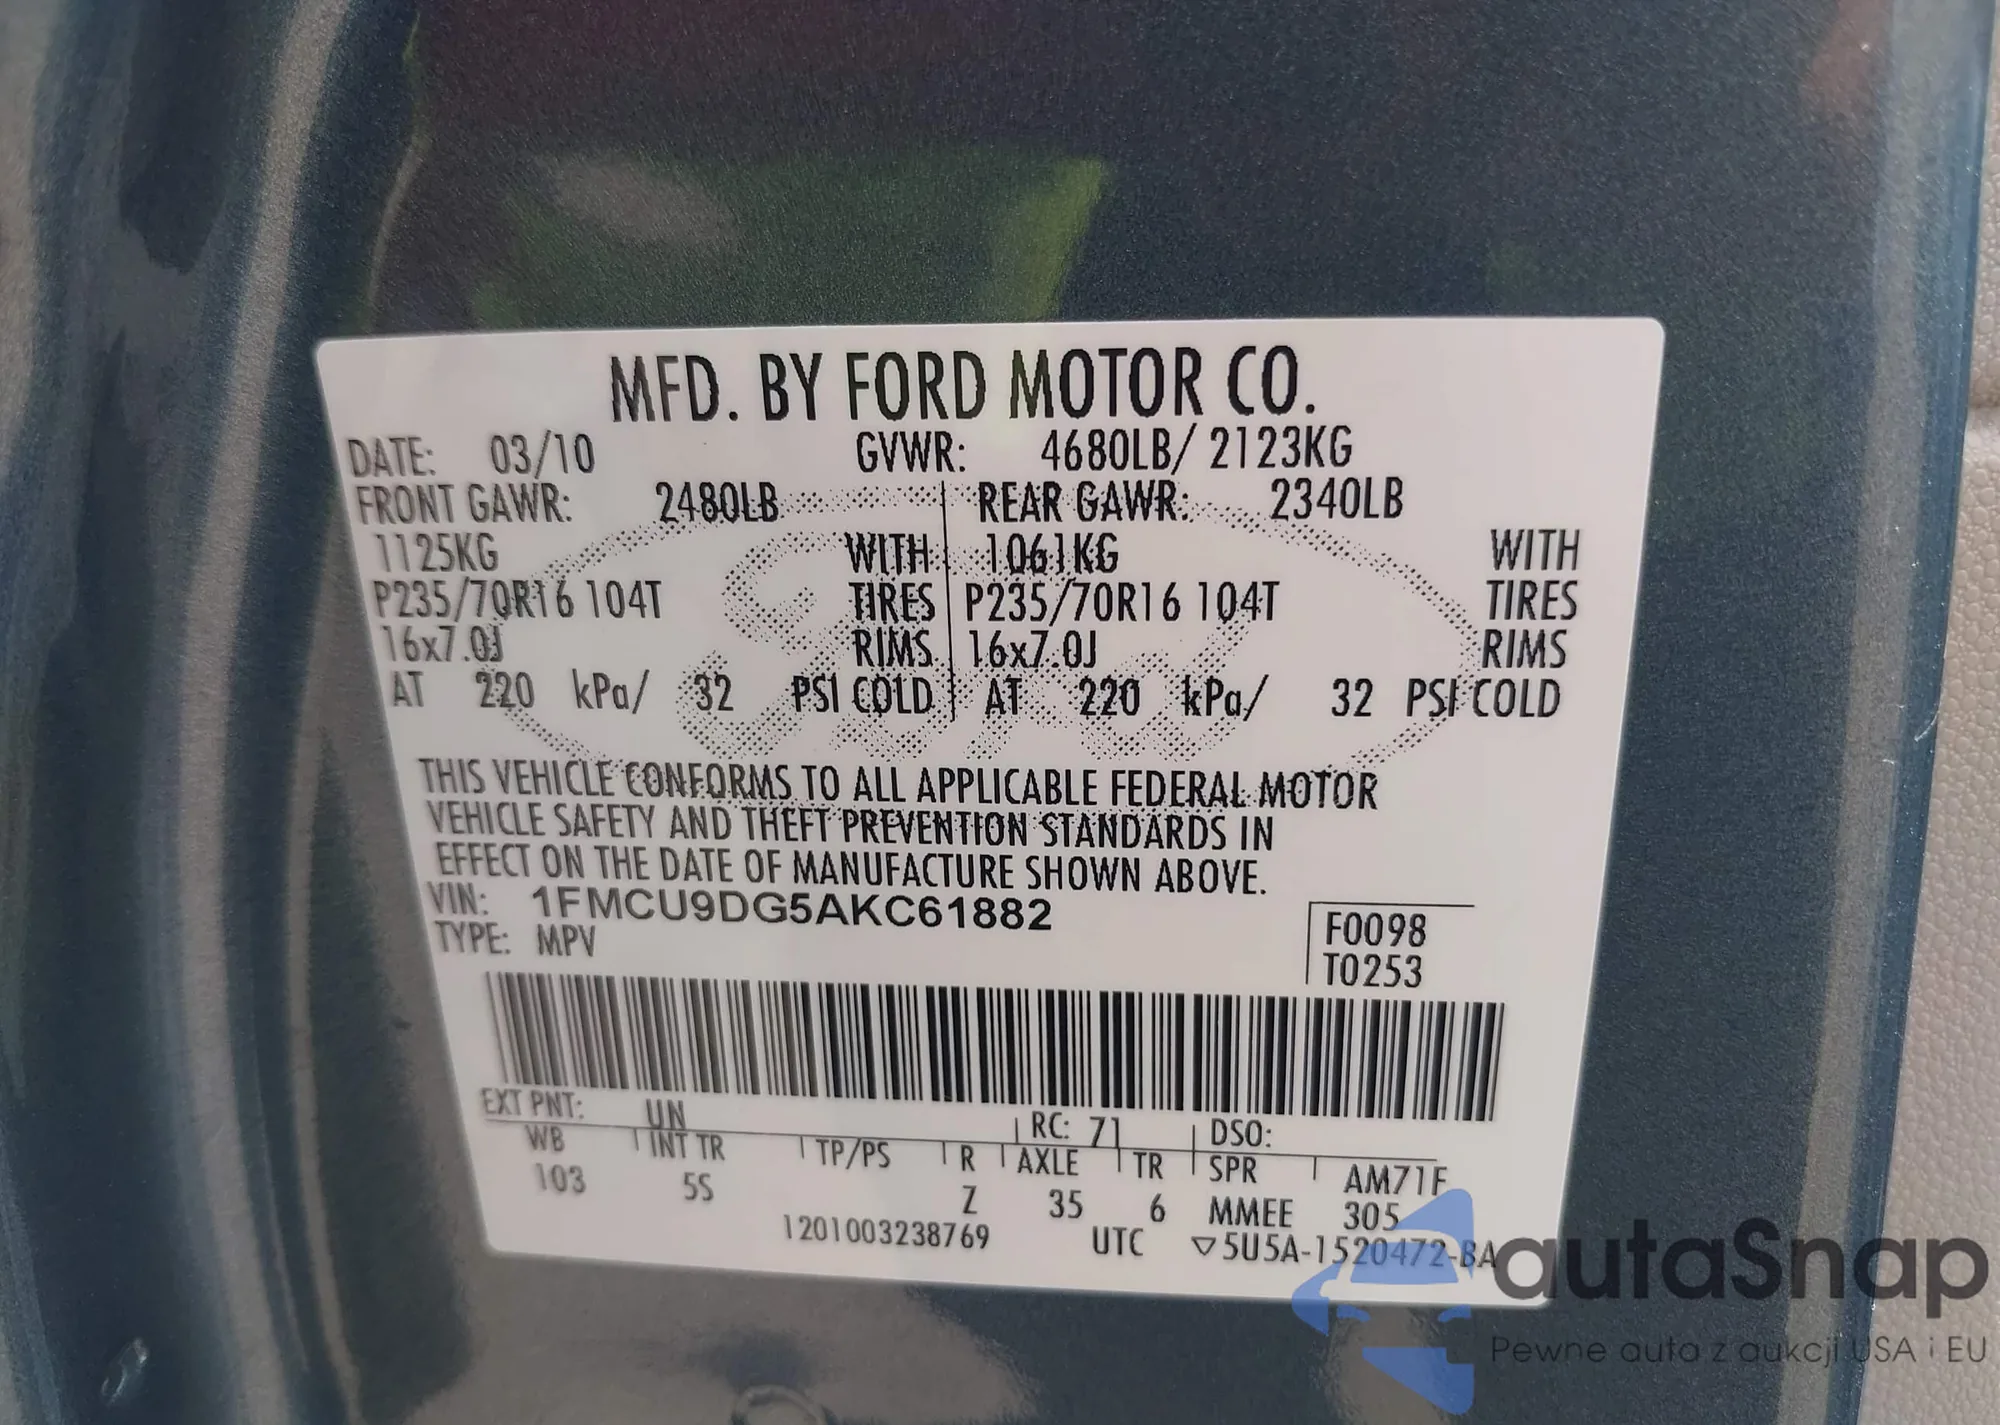 MFD. BY FORD MOTOR CO.
DATE: 03/10 GVWR: 4680LB/ 2123KG
FRONT GAWR: 2480LB REAR GAWR: 2340LB
1125KG WITH 1061KG WITH
P235/70R16 104T TIRES P235/70R16 104T TIRES
16x7.0J RIMS 16x7.0J RIMS
AT 220 kPa/ 32 PSI COLD AT 220 kPa/ 32 PSI COLD
THIS VEHICLE CONFORMS TO ALL APPLICABLE FEDERAL MOTOR
VEHICLE SAFETY AND THEFT PREVENTION STANDARDS IN
EFFECT ON THE DATE OF MANUFACTURE SHOWN ABOVE.
VIN: 1FMCU9DG5AKC61882
TYPE: MPV
F0098
T0253
EXT PNT: UN RC: 71 DSO:
WB INT TR TP/PS R AXLE TR SPR AM71F
103 5S Z 35 6 MMEE 305
1201003238769 UTC ▽5U5A-1520472-BA
autaSnap
Pewne auta z aukcji USA i EU